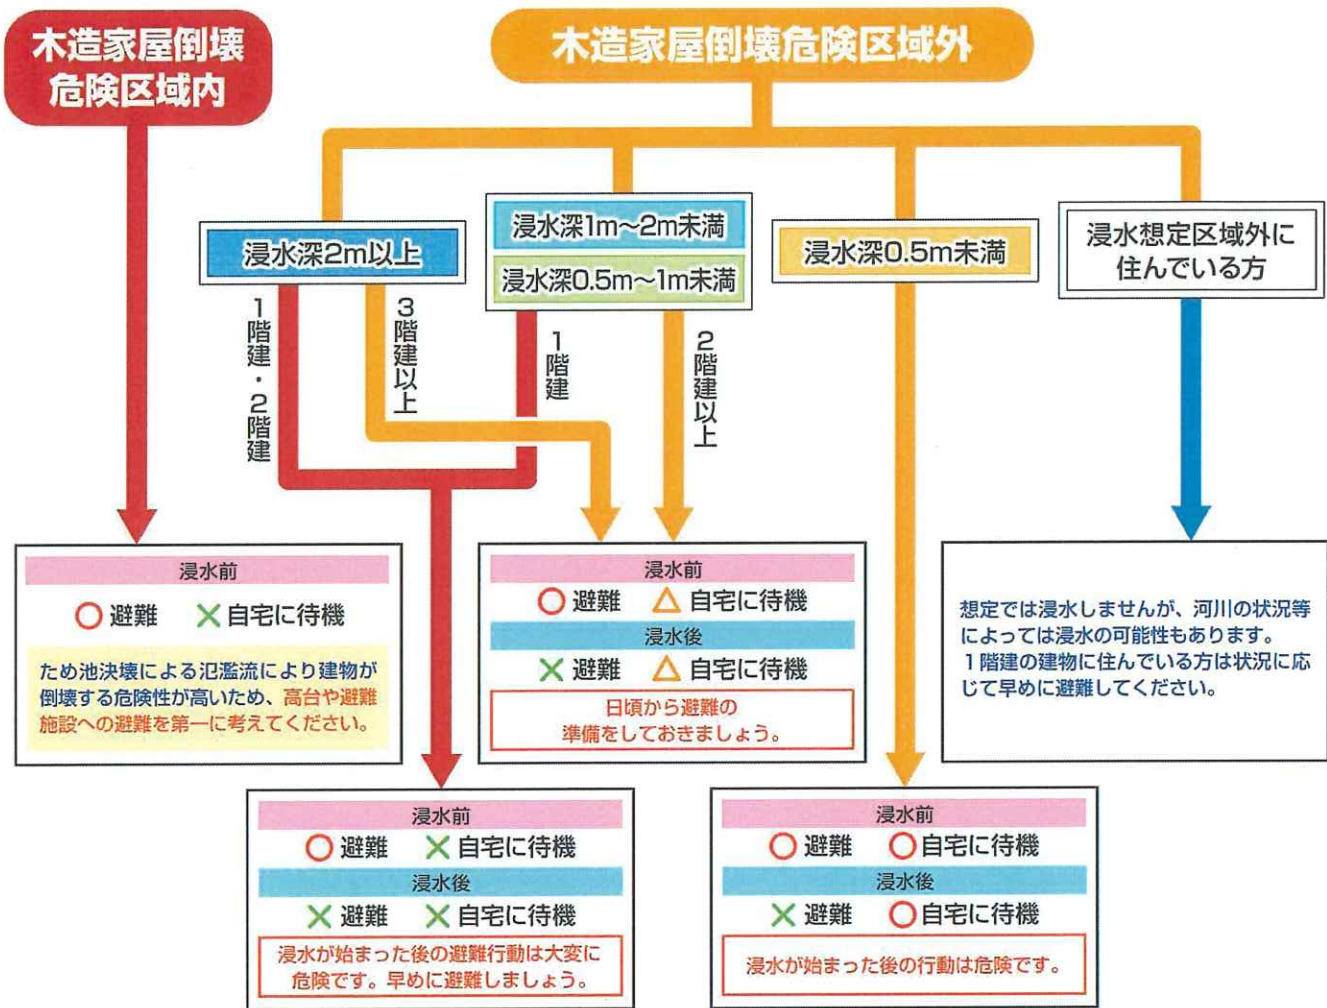 木造家屋倒壊
危険区域内
木造家屋倒壊危険区域外
浸水深2m以上
浸水深1m～2m未満
浸水深0.5m～1m未満
浸水深0.5m未満
浸水想定区域外に
住んでいる方
1階建・2階建
3階建以上
1階建
2階建以上
浸水前
○避難 ×自宅に待機
ため池決壊による氾濫流により建物が
倒壊する危険性が高いため、高台や避難
施設への避難を第一に考えてください。
浸水前
○避難 △自宅に待機
浸水後
×避難 △自宅に待機
日頃から避難の
準備をしておきましょう。
想定では浸水しませんが、河川の状況等
によっては浸水の可能性もあります。
1階建の建物に住んでいる方は状況に応
じて早めに避難してください。
浸水前
○避難 ×自宅に待機
浸水後
×避難 ×自宅に待機
浸水が始まった後の避難行動は大変に
危険です。早めに避難しましょう。
浸水前
○避難 ○自宅に待機
浸水後
×避難 ○自宅に待機
浸水が始まった後の行動は危険です。